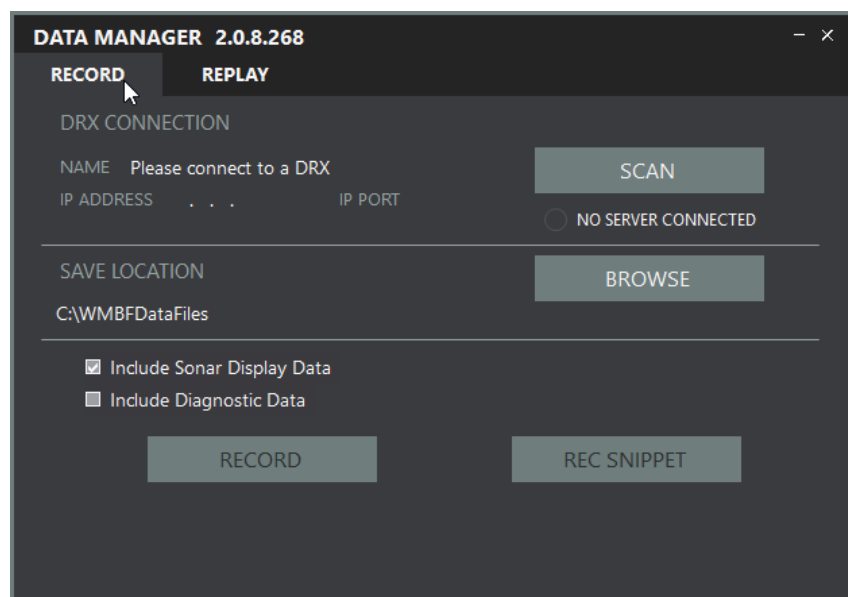 DATA MANAGER 2.0.8.268
RECORD REPLAY
DRX CONNECTION
NAME Please connect to a DRX SCAN
IP ADDRESS . . . IP PORT
NO SERVER CONNECTED
SAVE LOCATION BROWSE
C:\WMBFDataFiles
Include Sonar Display Data
Include Diagnostic Data
RECORD REC SNIPPET